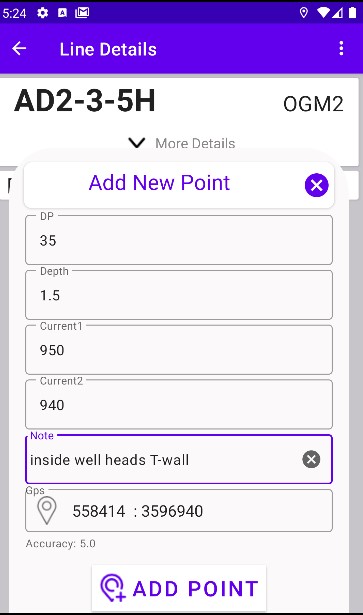 5:24
Line Details
AD2-3-5H
OGM2
More Details
Add New Point
DP
35
Depth
1.5
Current1
950
Current2
940
Note
inside well heads T-wall
Gps
558414 : 3596940
Accuracy: 5.0
ADD POINT